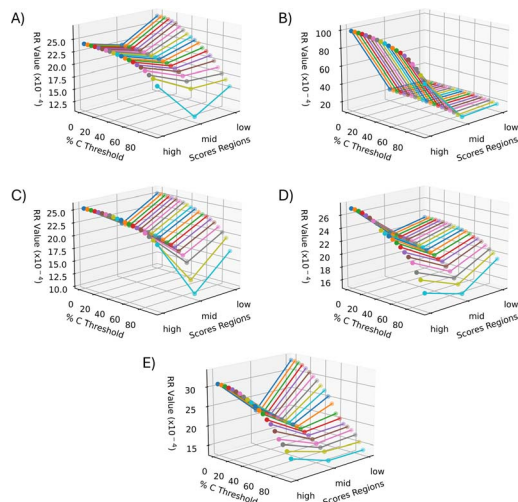 A)
RR Value (x10⁻⁴)
25.0
22.5
20.0
17.5
15.0
12.5
0
20
40
60
80
% C Threshold
high
mid
low
Scores Regions
B)
RR Value (x10⁻⁴)
100
80
60
40
20
0
20
40
60
80
% C Threshold
high
mid
low
Scores Regions
C)
RR Value (x10⁻⁴)
25.0
22.5
20.0
17.5
15.0
12.5
10.0
0
20
40
60
80
% C Threshold
high
mid
low
Scores Regions
D)
RR Value (x10⁻⁴)
26
24
22
20
18
16
0
20
40
60
80
% C Threshold
high
mid
low
Scores Regions
E)
RR Value (x10⁻⁴)
30
25
20
15
0
20
40
60
80
% C Threshold
high
mid
low
Scores Regions